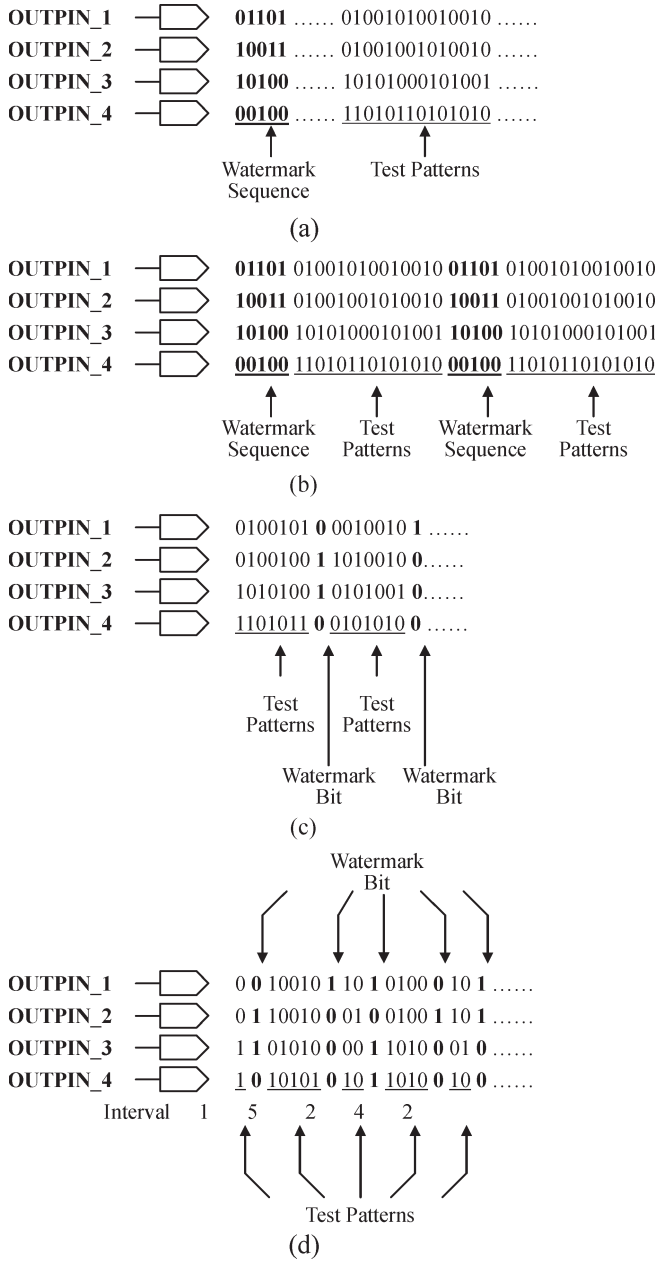 OUTPIN_1 01101 ...... 01001010010010 ......
OUTPIN_2 10011 ...... 01001001010010 ......
OUTPIN_3 10100 ...... 10101000101001 ......
OUTPIN_4 00100 ...... 11010110101010 ......
Watermark Sequence Test Patterns
(a)
OUTPIN_1 01101 01001010010010 01101 01001010010010
OUTPIN_2 10011 01001001010010 10011 01001001010010
OUTPIN_3 10100 10101000101001 10100 10101000101001
OUTPIN_4 00100 11010110101010 00100 11010110101010
Watermark Test Watermark Test
Sequence Patterns Sequence Patterns
(b)
OUTPIN_1 0100101 0 0010010 1 ......
OUTPIN_2 0100100 1 1010010 0......
OUTPIN_3 1010100 1 0101001 0......
OUTPIN_4 1101011 0 0101010 0 ......
Test Test
Patterns Patterns
Watermark Watermark
Bit Bit
(c)
Watermark
Bit
OUTPIN_1 0 0 10010 1 10 1 0100 0 10 1 ......
OUTPIN_2 0 1 10010 0 01 0 0100 1 10 1 ......
OUTPIN_3 1 1 01010 0 00 1 1010 0 01 0 ......
OUTPIN_4 1 0 10101 0 10 1 1010 0 10 0 ......
Interval 1 5 2 4 2
Test Patterns
(d)